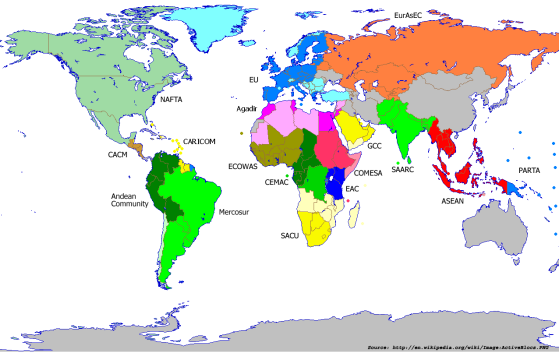 EurAsEC
EU
NAFTA
Agadir
CARICOM
CACM
GCC
ECOWAS
COMESA
SAARC
PARTA
CEMAC
EAC
Andean
Community
ASEAN
Mercosur
SACU
Source: http://en.wikipedia.org/wiki/Image:ActiveBlocs.PNG